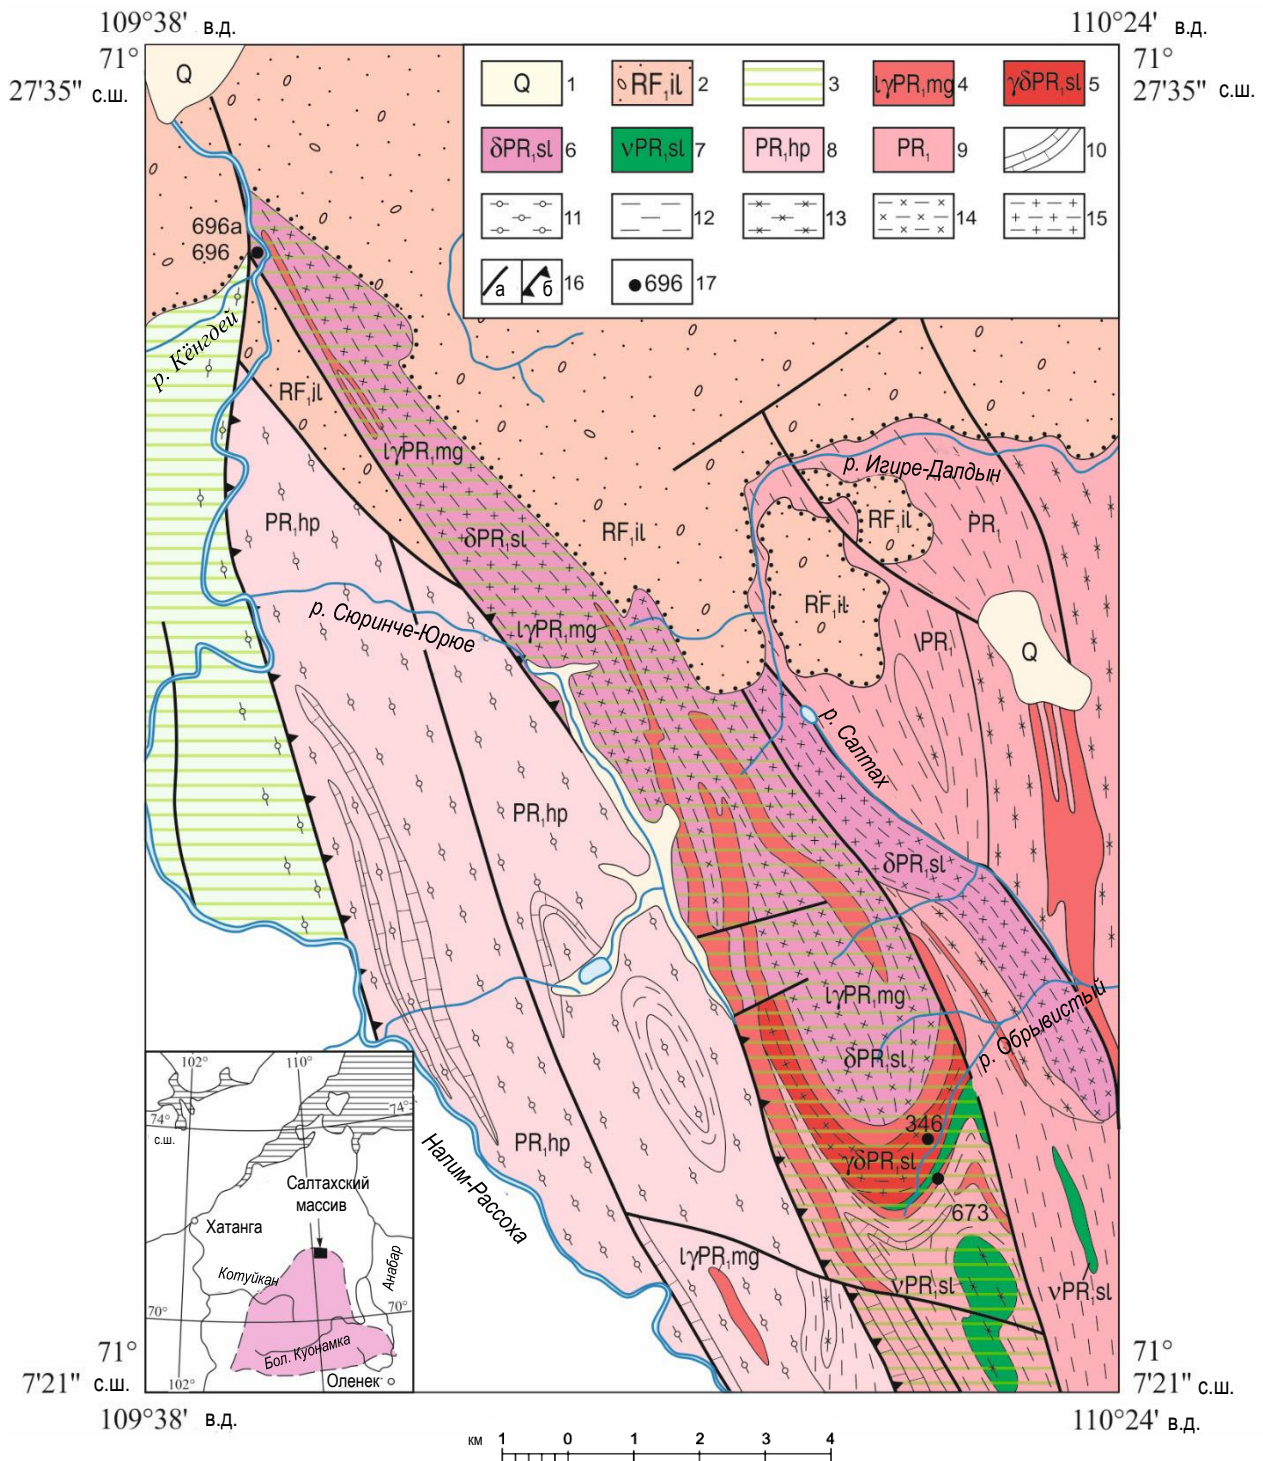 109°38' в.д.
110°24' в.д.
71°
27'35" с.ш.
71°
27'35" с.ш.
Q
Q 1
RF₁il 2
3
lγPR₁mg 4
γδPR₁sl 5
δPR₁sl 6
νPR₁sl 7
PR₁hp 8
PR₁ 9
10
11
12
13
14
15
а б 16
696 17
696а
696
р. Кёнгдей
RF₁il
lγPR₁mg
р. Игире-Далдын
PR₁hp
δPR₁sl
RF₁il
RF₁il
PR₁
RF₁il
р. Сюринче-Юрюе
lγPR₁mg
PR₁
Q
р. Салтах
PR₁hp
δPR₁sl
lγPR₁mg
р. Обрывистый
δPR₁sl
346
PR₁hp
γδPR₁sl
673
Налим-Рассоха
lγPR₁mg
νPR₁sl
νPR₁sl
102°
110°
74°
с.ш.
74°
Салтахский
массив
Хатанга
Котуйкан
Анабар
70°
70°
Бол. Куонамка
102°
Оленек
71°
7'21" с.ш.
71°
7'21" с.ш.
109°38' в.д.
110°24' в.д.
км 1 0 1 2 3 4